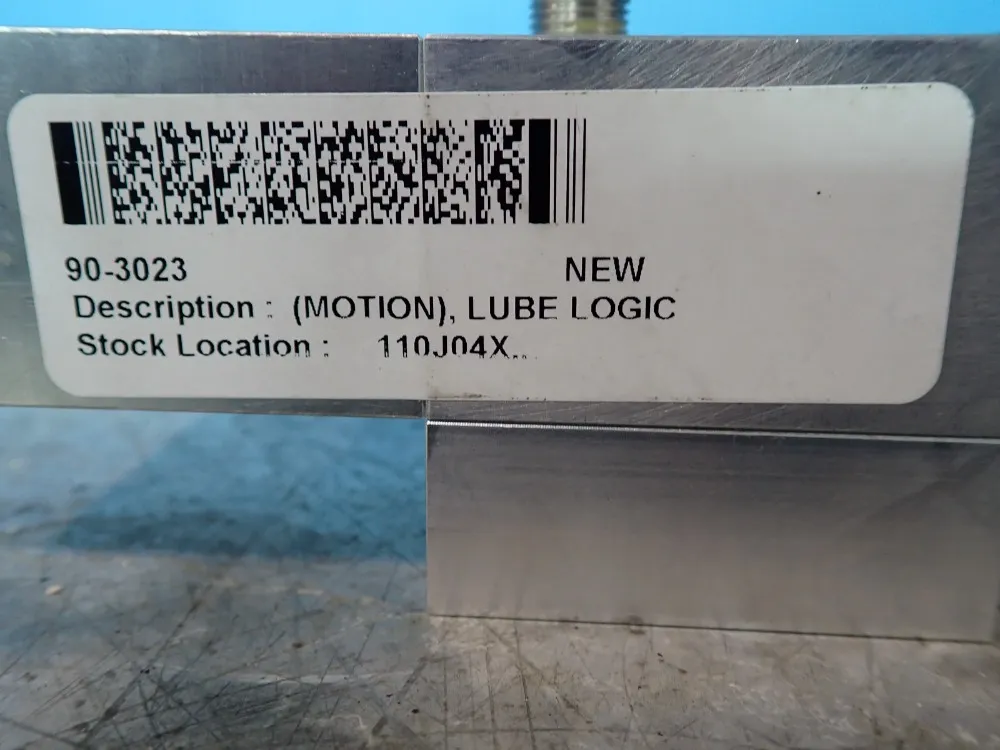 90-3023 NEW
Description : (MOTION), LUBE LOGIC
Stock Location : 110J04X...